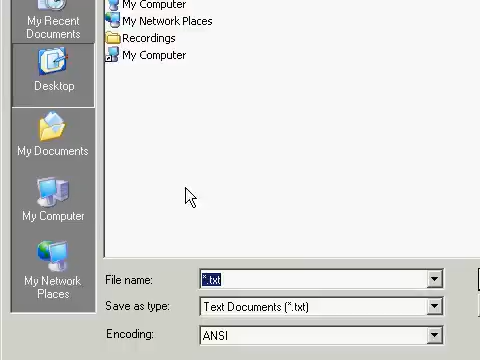 My Recent
Documents
Desktop
My Documents
My Computer
My Network
Places
My Computer
My Network Places
Recordings
My Computer
File name:
*.txt
Save as type:
Text Documents (*.txt)
Encoding:
ANSI